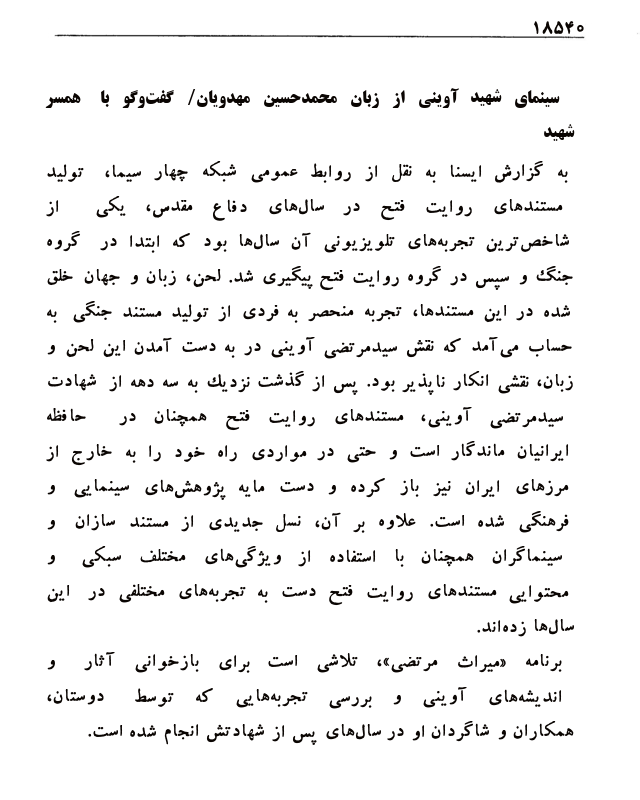 ۱۸۵۴۰
سینمای شهید آوینی از زبان محمدحسین مهدویان/ گفت‌وگو با همسر
شهید
به گزارش ایسنا به نقل از روابط عمومی شبکه چهار سیما، تولید
مستندهای روایت فتح در سال‌های دفاع مقدس، یکی از
شاخص‌ترین تجربه‌های تلویزیونی آن سال‌ها بود که ابتدا در گروه
جنگ و سپس در گروه روایت فتح پیگیری شد. لحن، زبان و جهان خلق
شده در این مستندها، تجربه منحصر به فردی از تولید مستند جنگی به
حساب می‌آمد که نقش سیدمرتضی آوینی در به دست آمدن این لحن و
زبان، نقشی انکار ناپذیر بود. پس از گذشت نزدیك به سه دهه از شهادت
سیدمرتضی آوینی، مستندهای روایت فتح همچنان در حافظه
ایرانیان ماندگار است و حتی در مواردی راه خود را به خارج از
مرزهای ایران نیز باز کرده و دست مایه پژوهش‌های سینمایی و
فرهنگی شده است. علاوه بر آن، نسل جدیدی از مستند سازان و
سینماگران همچنان با استفاده از ویژگی‌های مختلف سبکی و
محتوایی مستندهای روایت فتح دست به تجربه‌های مختلفی در این
سال‌ها زده‌اند.
برنامه «میراث مرتضی»، تلاشی است برای بازخوانی آثار و
اندیشه‌های آوینی و بررسی تجربه‌هایی که توسط دوستان،
همکاران و شاگردان او در سال‌های پس از شهادتش انجام شده است.